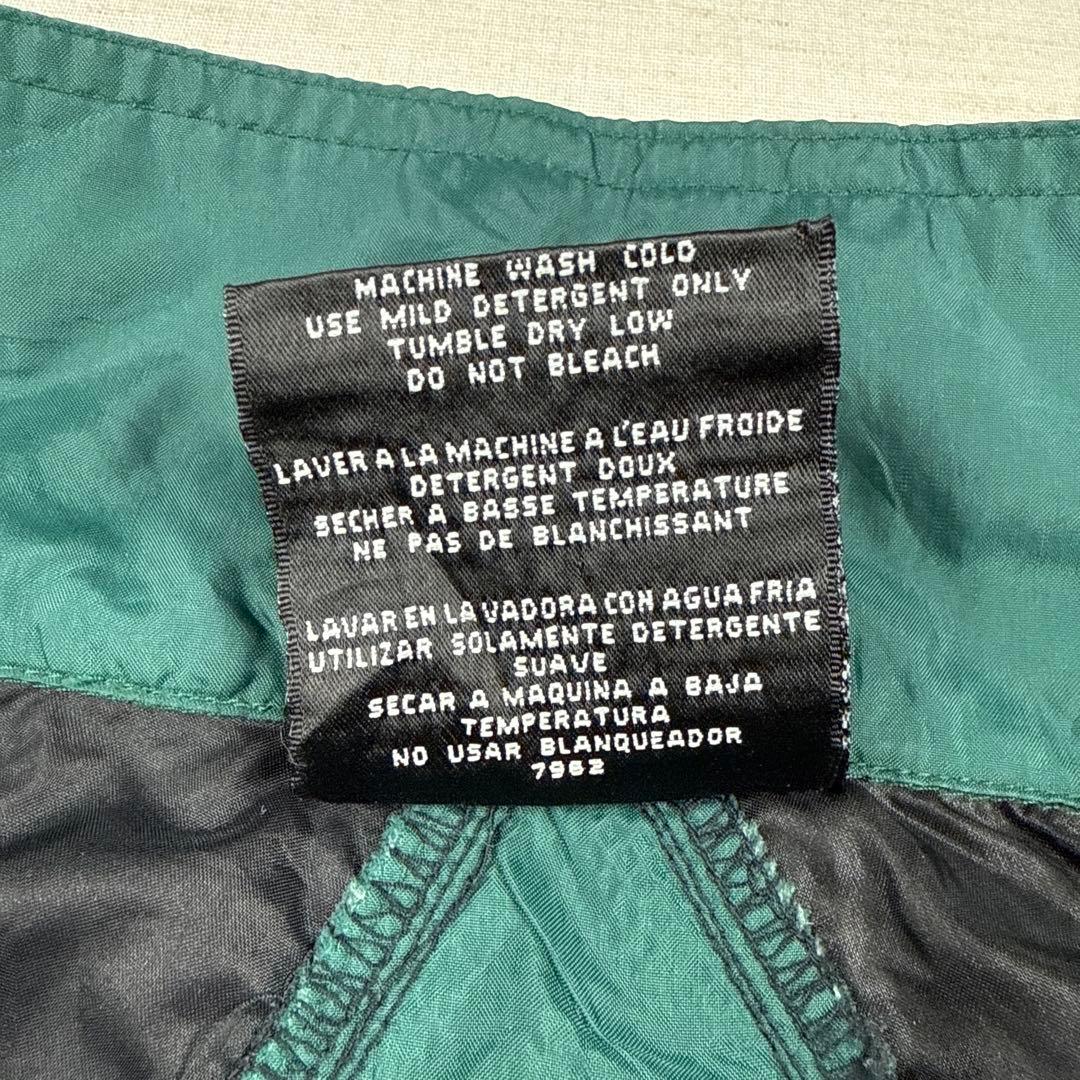 MACHINE WASH COLD
USE MILD DETERGENT ONLY
TUMBLE DRY LOW
DO NOT BLEACH
LAVER A LA MACHINE A L'EAU FROIDE
DETERGENT DOUX
SECHER A BASSE TEMPERATURE
NE PAS DE BLANCHISSANT
LAVAR EN LAVADORA CON AGUA FRIA
UTILIZAR SOLAMENTE DETERGENTE
SUAVE
SECAR A MAQUINA A BAJA
TEMPERATURA
NO USAR BLANQUEADOR
7962